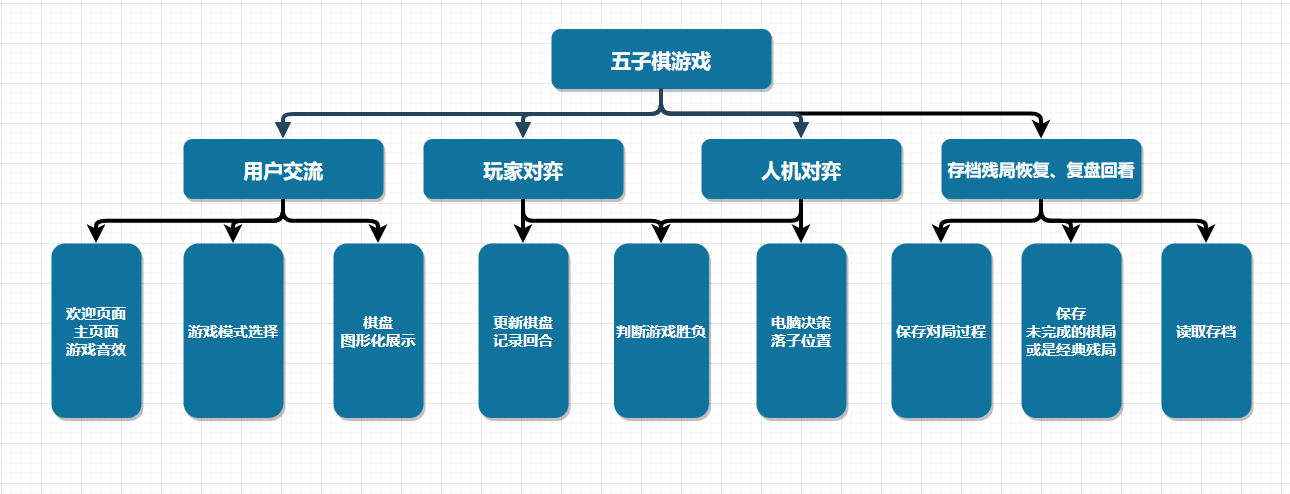 五子棋游戏
用户交流
玩家对弈
人机对弈
存档残局恢复、复盘回看
欢迎页面
主页面
游戏音效
游戏模式选择
棋盘
图形化展示
更新棋盘
记录回合
判断游戏胜负
电脑决策
落子位置
保存对局过程
保存
未完成的棋局
或是经典残局
读取存档